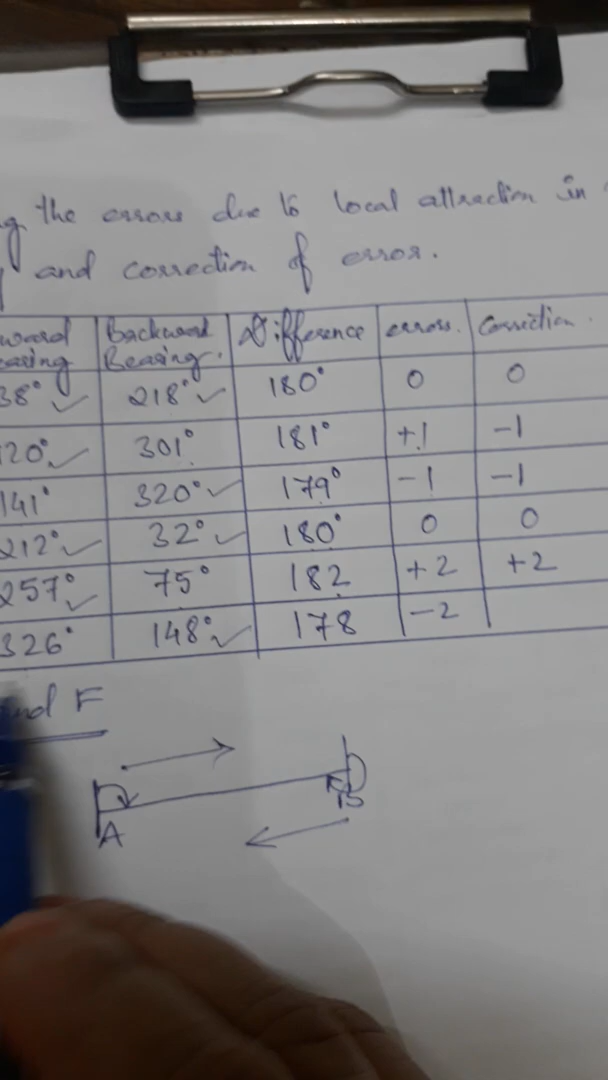 the errors due to local attraction in
and correction of error.
Backward Difference errors. Correction.
Bearing.
38° ✓ 218° ✓ 180° 0 0
120° ✓ 301° 181° +1 -1
141° 320° ✓ 179° -1 -1
212° ✓ 32° ✓ 180° 0 0
257° ✓ 75° 182 +2 +2
326° 148° ✓ 178 -2
and F
A B